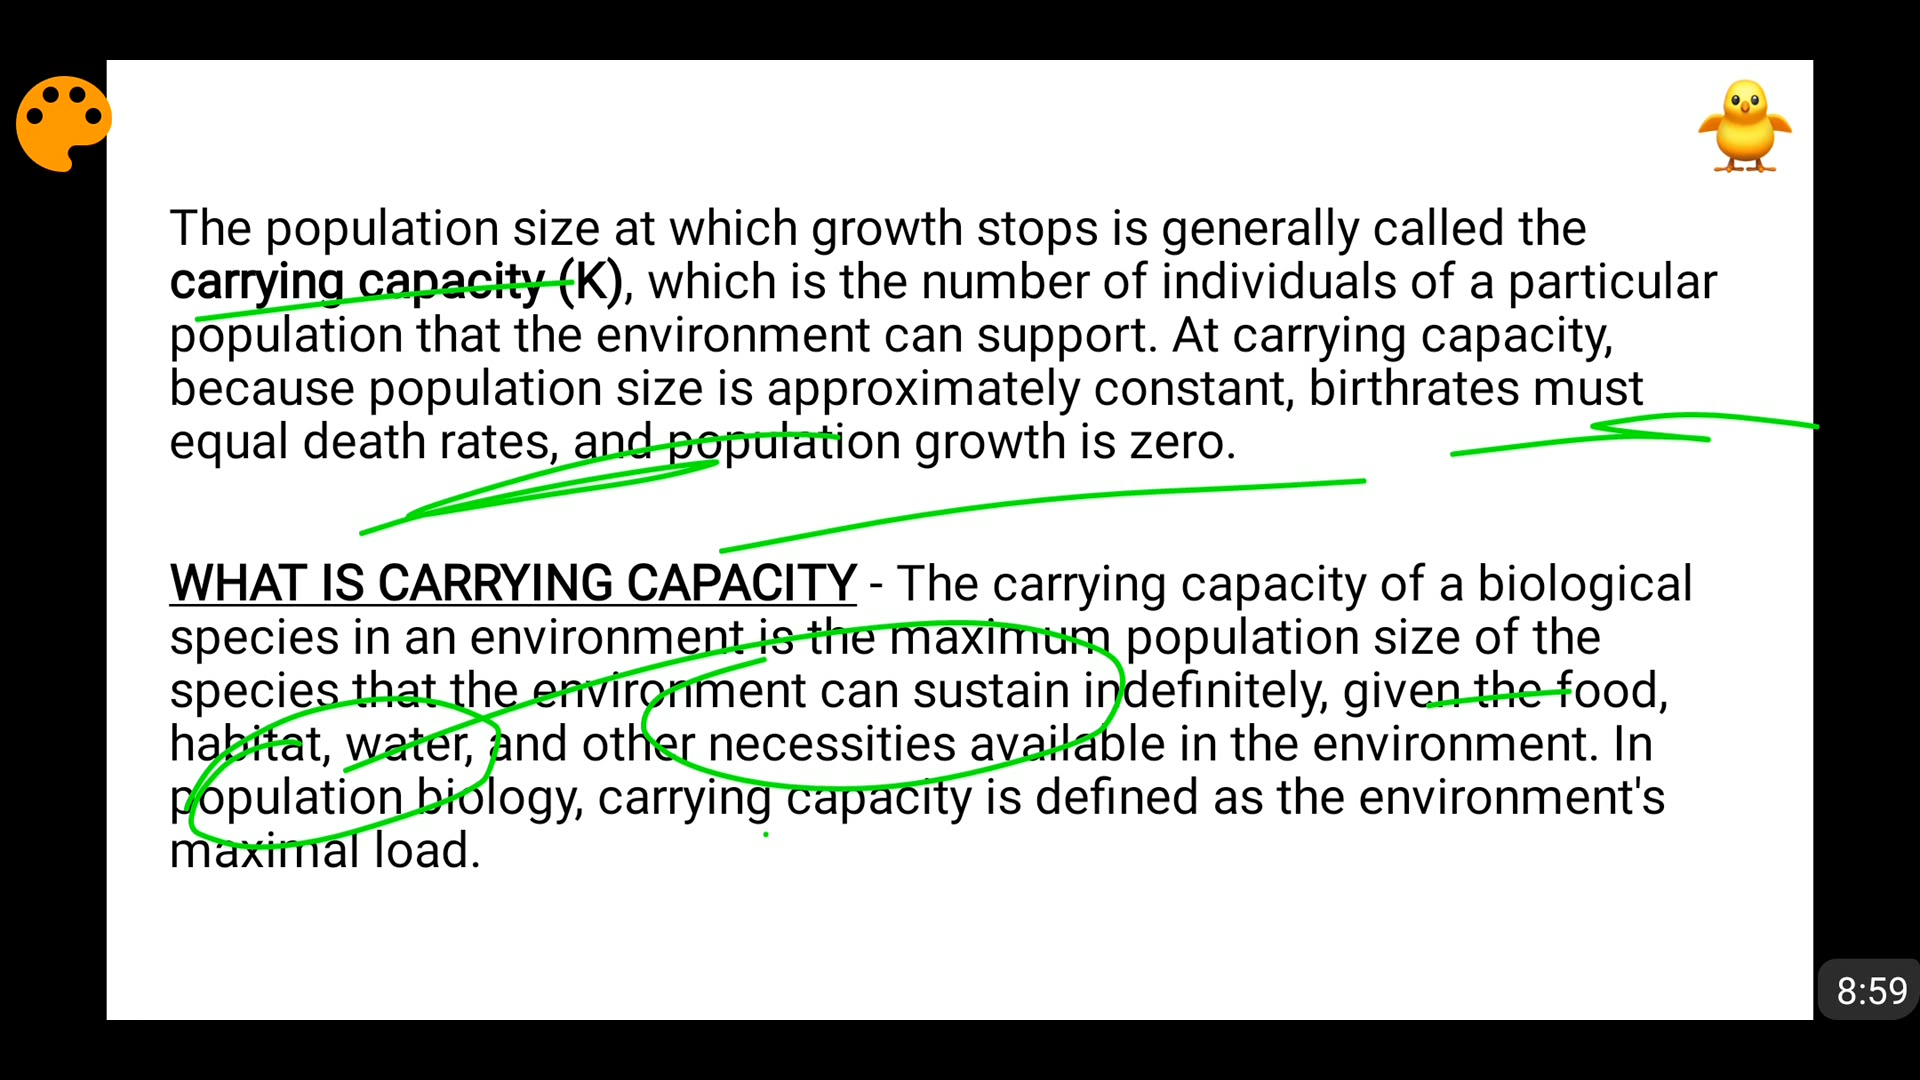 The population size at which growth stops is generally called the
carrying capacity (K), which is the number of individuals of a particular
population that the environment can support. At carrying capacity,
because population size is approximately constant, birthrates must
equal death rates, and population growth is zero.
WHAT IS CARRYING CAPACITY - The carrying capacity of a biological
species in an environment is the maximum population size of the
species that the environment can sustain indefinitely, given the food,
habitat, water, and other necessities available in the environment. In
population biology, carrying capacity is defined as the environment's
maximal load.
8:59